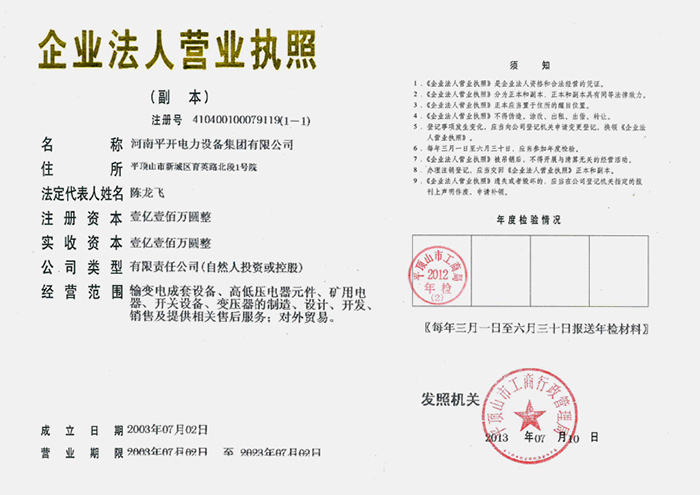 企业法人营业执照
(副 本)
注册号 410400100079119(1-1)
名 称 河南平开电力设备集团有限公司
住 所 平顶山市新城区育英路北段1号院
法定代表人姓名 陈龙飞
注 册 资 本 壹亿壹佰万圆整
实 收 资 本 壹亿壹佰万圆整
公 司 类 型 有限责任公司(自然人投资或控股)
经 营 范 围 输变电成套设备、高低压电器元件、矿用电
器、开关设备、变压器的制造、设计、开发、
销售及提供相关售后服务; 对外贸易。
成 立 日 期 2003年07月02日
营 业 期 限 2003年07月02日 至 2023年07月02日
须 知
1.《企业法人营业执照》是企业法人资格和合法经营的凭证。
2.《企业法人营业执照》分为正本和副本,正本和副本具有同等法律效力。
3.《企业法人营业执照》正本应当置于住所的醒目位置。
4.《企业法人营业执照》不得伪造、涂改、出租、出借、转让。
5.登记事项发生变化,应当向公司登记机关申请变更登记,换领《企业法
人营业执照》。
6.每年三月一日至六月三十日,应当参加年度检验。
7.《企业法人营业执照》被吊销后,不得开展与清算无关的经营活动。
8.办理注销登记,应当交回《企业法人营业执照》正本和副本。
9.《企业法人营业执照》遗失或者毁坏的,应当在公司登记机关指定的报
刊上声明作废,申请补领。
年度检验情况
平顶山市工商局
2012
年检
(2)
〖每年三月一日至六月三十日报送年检材料〗
发照机关
平顶山市工商行政管理局
2013 年 07 月 10 日